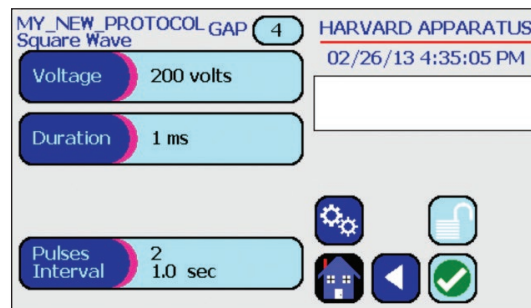 MY_NEW_PROTOCOL GAP 4
Square Wave
HARVARD APPARATUS
02/26/13 4:35:05 PM
Voltage 200 volts
Duration 1 ms
Pulses 2
Interval 1.0 sec